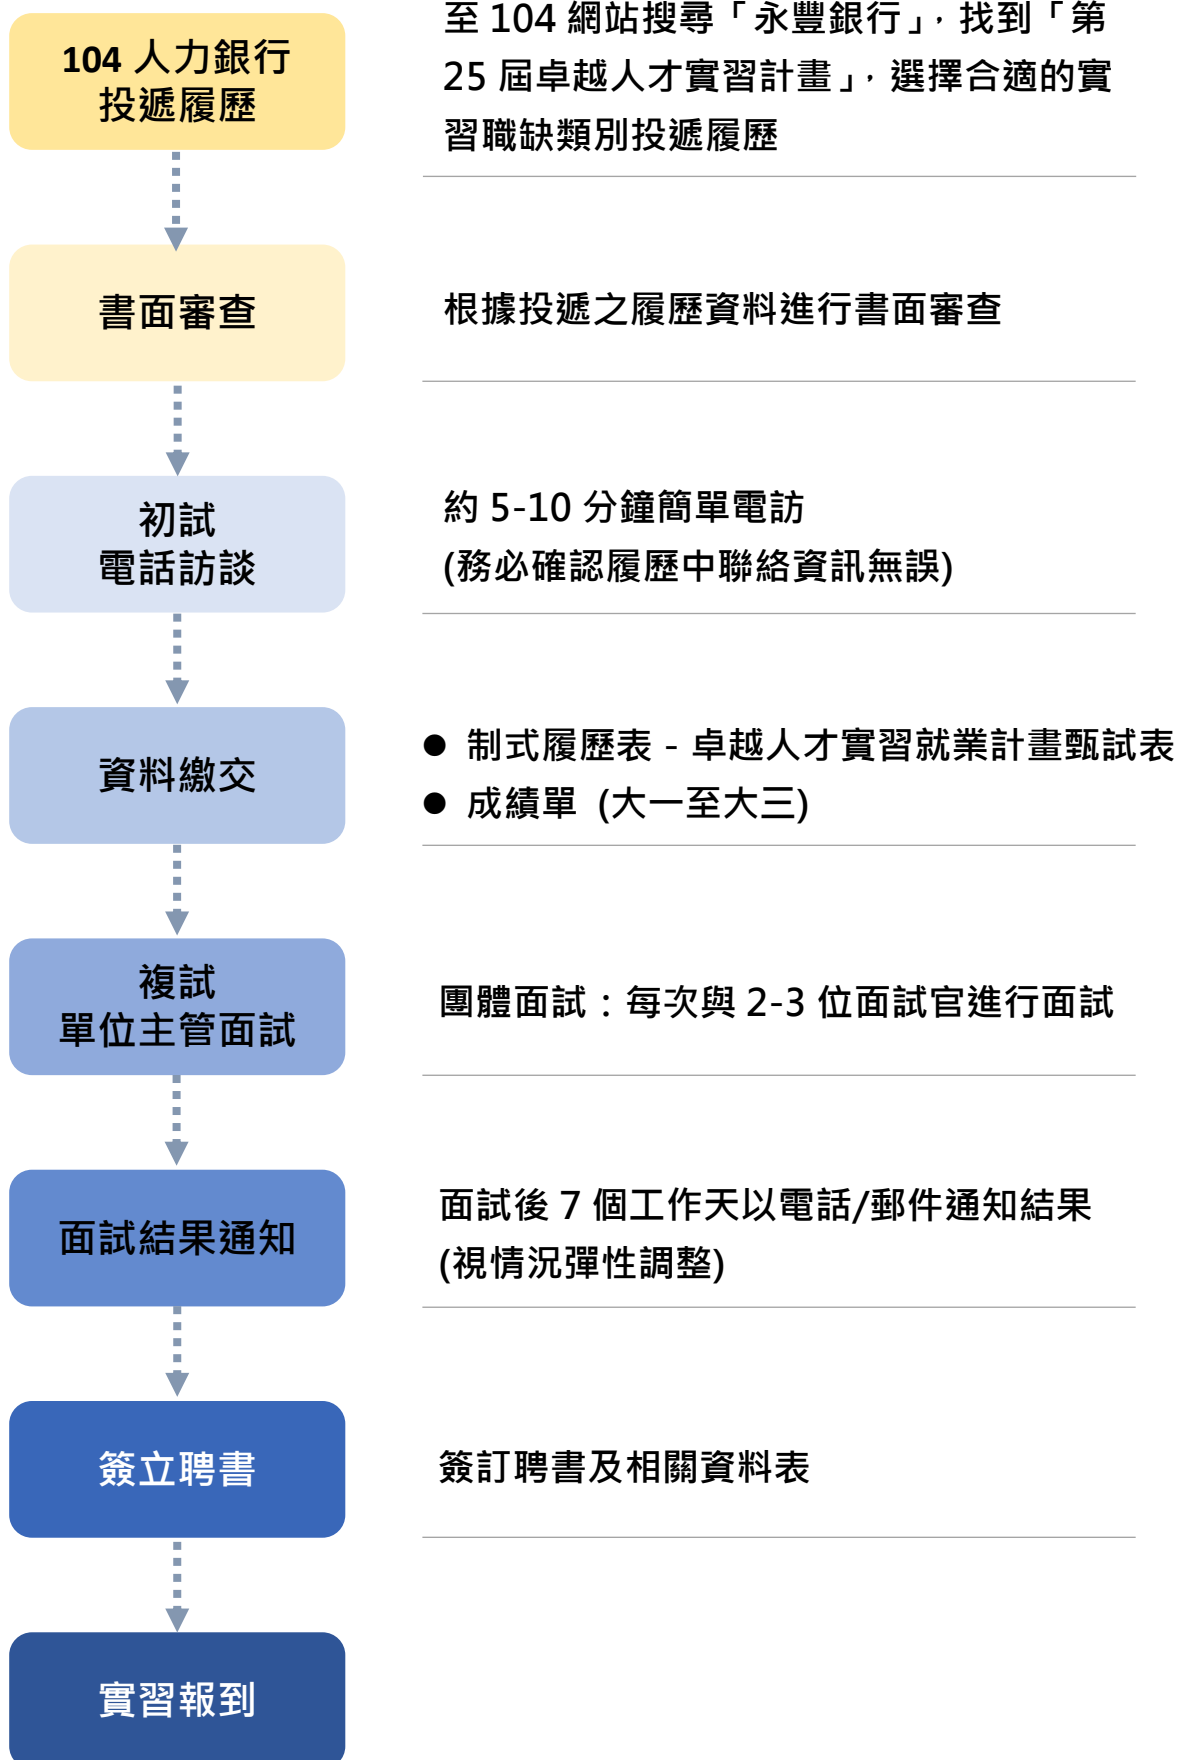 104 人力銀行
投遞履歷
至 104 網站搜尋「永豐銀行」，找到「第
25 屆卓越人才實習計畫」，選擇合適的實
習職缺類別投遞履歷
書面審查
根據投遞之履歷資料進行書面審查
初試
電話訪談
約 5-10 分鐘簡單電訪
(務必確認履歷中聯絡資訊無誤)
資料繳交
● 制式履歷表 - 卓越人才實習就業計畫甄試表
● 成績單 (大一至大三)
複試
單位主管面試
團體面試：每次與 2-3 位面試官進行面試
面試結果通知
面試後 7 個工作天以電話/郵件通知結果
(視情況彈性調整)
簽立聘書
簽訂聘書及相關資料表
實習報到